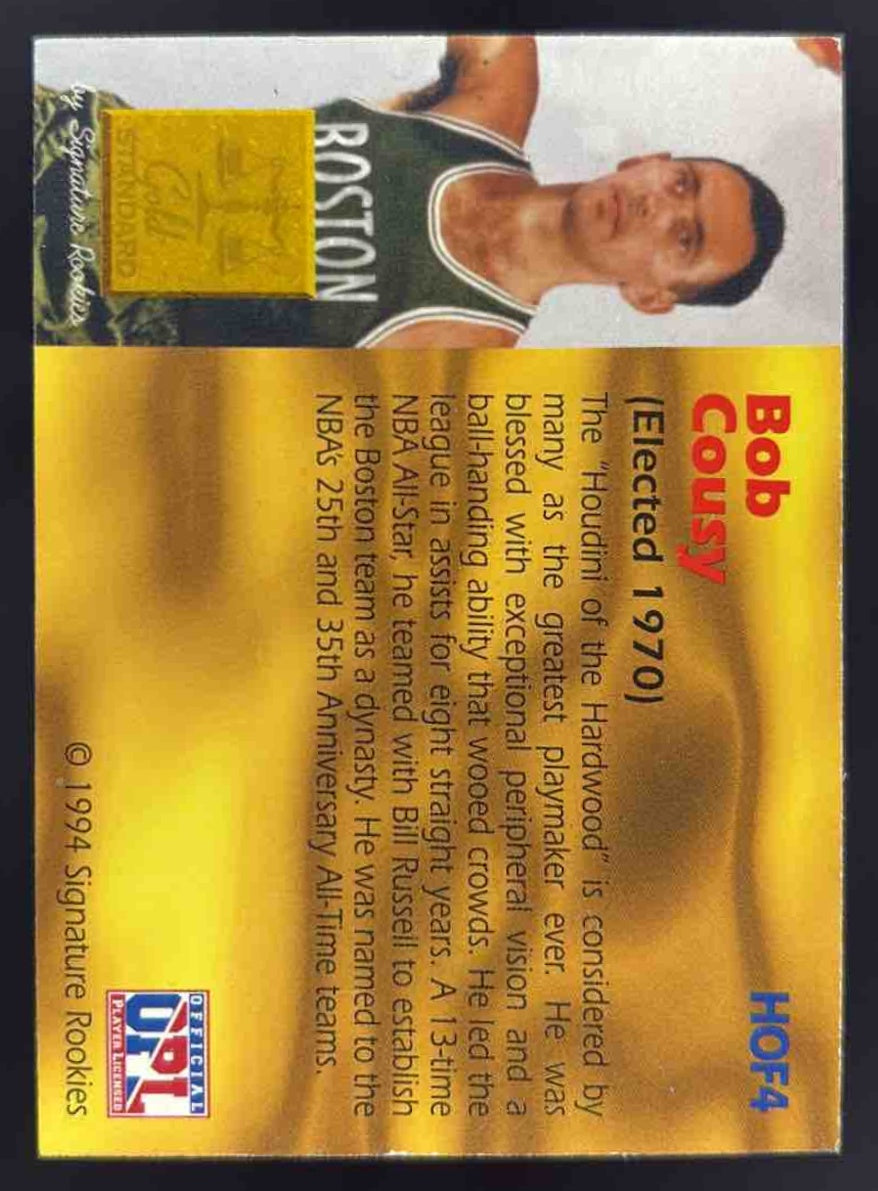 Bob
Cousy
HOF4
(Elected 1970)
The "Houdini of the Hardwood" is considered by
many as the greatest playmaker ever. He was
blessed with exceptional peripheral vision and a
ball-handing ability that wooed crowds. He led the
league in assists for eight straight years. A 13-time
NBA All-Star, he teamed with Bill Russell to establish
the Boston team as a dynasty. He was named to the
NBA's 25th and 35th Anniversary All-Time teams.
BOSTON
Gold
STANDARD
by Signature Rookies
OFFICIAL
UPL
PLAYER LICENSED
© 1994 Signature Rookies